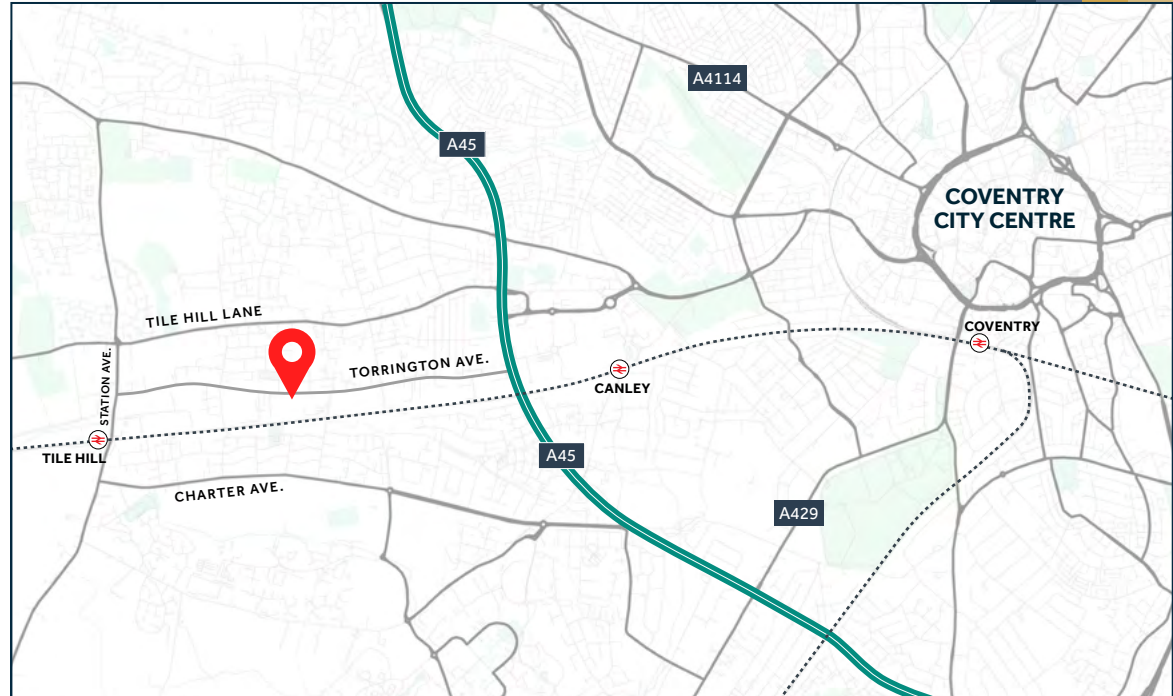 A4114
A45
COVENTRY
CITY CENTRE
TILE HILL LANE
COVENTRY
STATION AVE.
TORRINGTON AVE.
CANLEY
TILE HILL
A45
CHARTER AVE.
A429